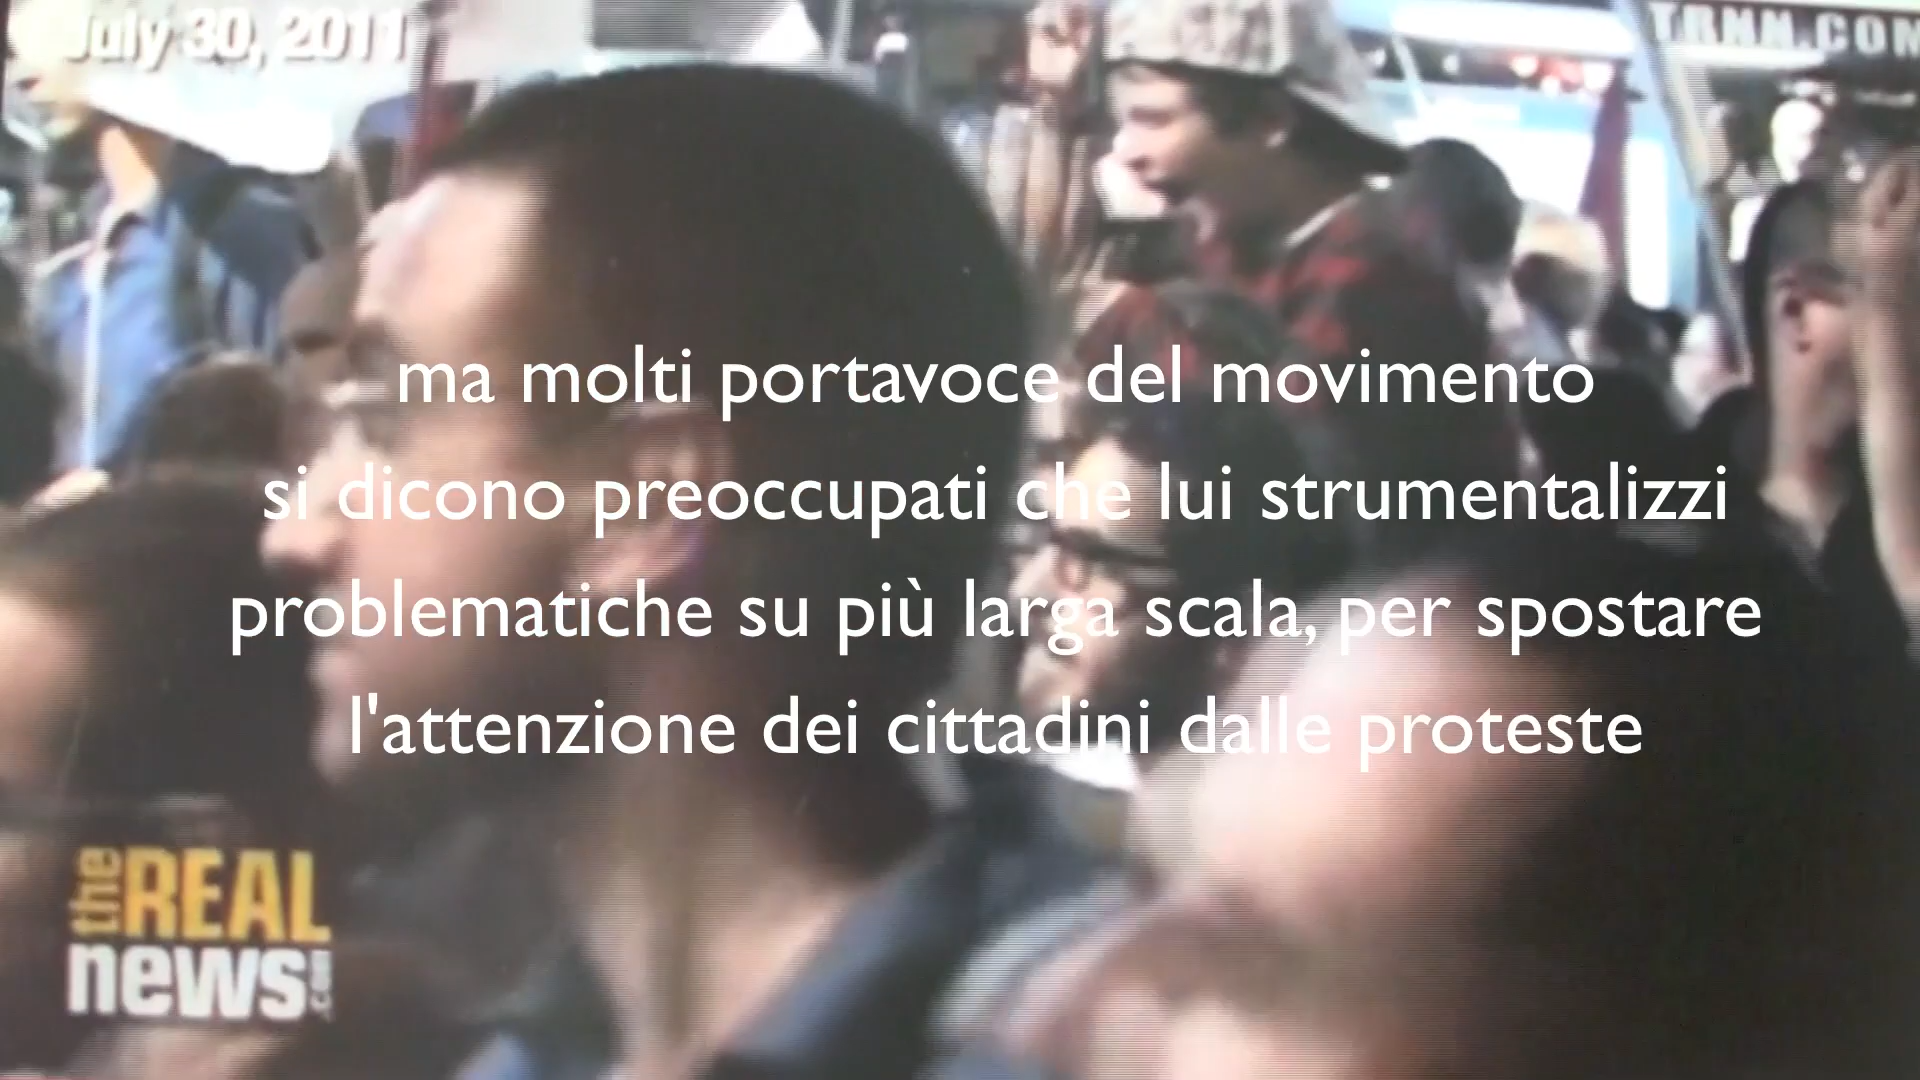 July 30, 2011
TRNN.COM
ma molti portavoce del movimento
si dicono preoccupati che lui strumentalizzi
problematiche su più larga scala, per spostare
l'attenzione dei cittadini dalle proteste
the REAL
news.com